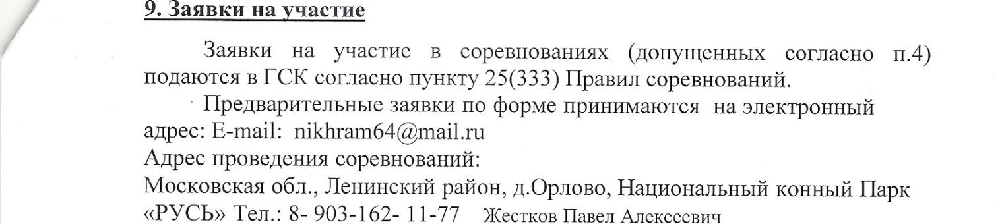 9. Заявки на участие
Заявки на участие в соревнованиях (допущенных согласно п.4)
подаются в ГСК согласно пункту 25(333) Правил соревнований.
Предварительные заявки по форме принимаются на электронный
адрес: E-mail: nikhram64@mail.ru
Адрес проведения соревнований:
Московская обл., Ленинский район, д.Орлово, Национальный конный Парк
«РУСЬ» Тел.: 8- 903-162- 11-77 Жестков Павел Алексеевич